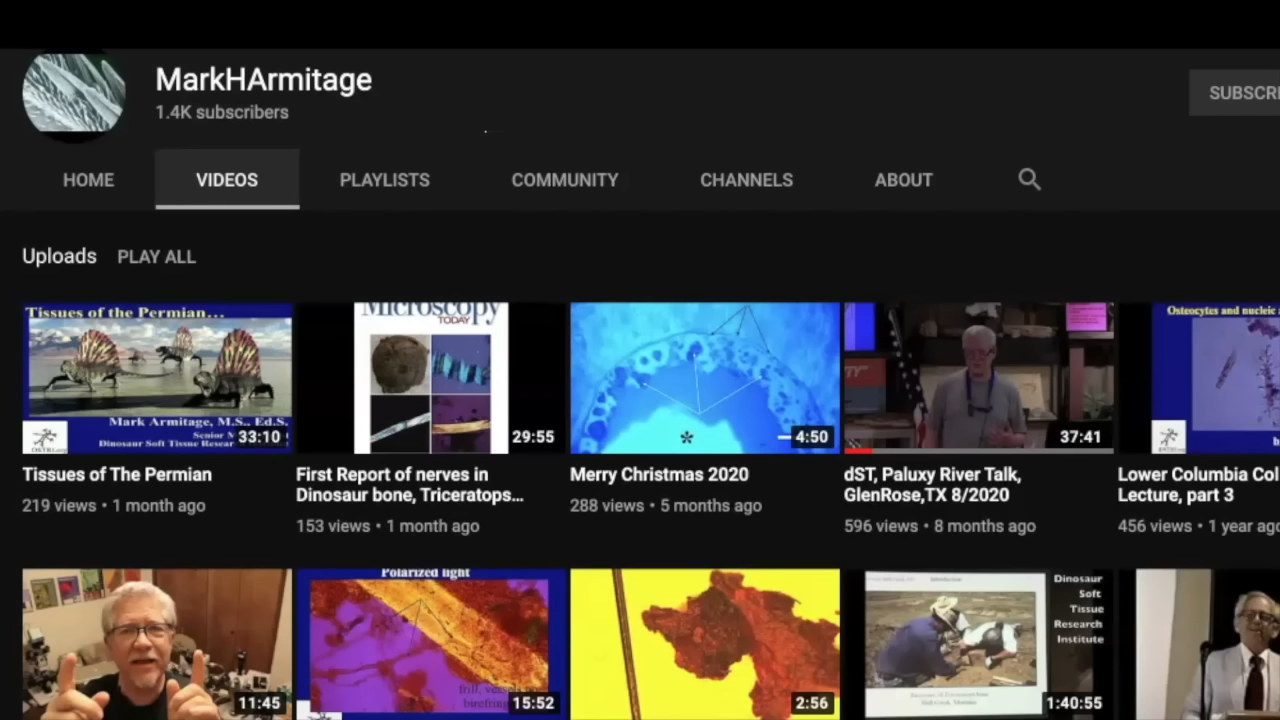 MarkHArmitage
1.4K subscribers
SUBSCRI
HOME
VIDEOS
PLAYLISTS
COMMUNITY
CHANNELS
ABOUT
Uploads
PLAY ALL
Tissues of the Permian...
Mark Armitage, M.S., Ed.S.
Senior
Dinosaur Soft Tissue
33:10
Microscopy
TODAY
29:55
4:50
37:41
Osteocytes and nucleic
Tissues of The Permian
219 views • 1 month ago
First Report of nerves in
Dinosaur bone, Triceratops...
153 views • 1 month ago
Merry Christmas 2020
288 views • 5 months ago
dST, Paluxy River Talk,
GlenRose,TX 8/2020
596 views • 8 months ago
Lower Columbia Col
Lecture, part 3
456 views • 1 year ago
11:45
Polarized light
frill,
15:52
2:56
Dinosaur
Soft
Tissue
Research
Institute
1:40:55